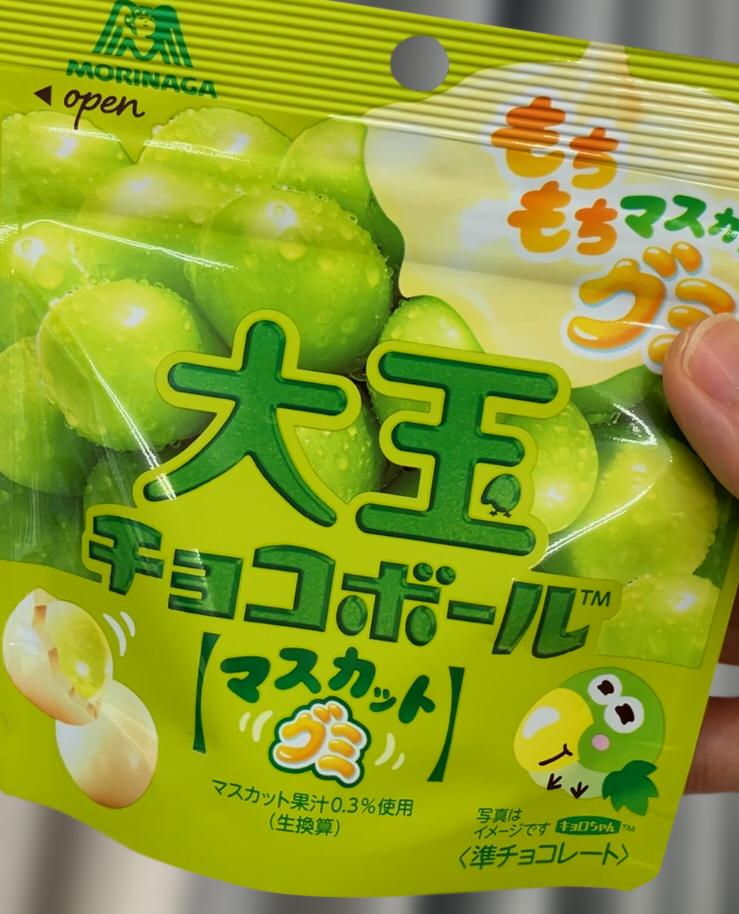 MORINAGA
open
もち
もちマスカ
グミ
大玉
チョコボール™
【マスカット
グミ】
マスカット果汁0.3%使用
(生換算)
写真は
イメージです キョロちゃん™
〈準チョコレート〉